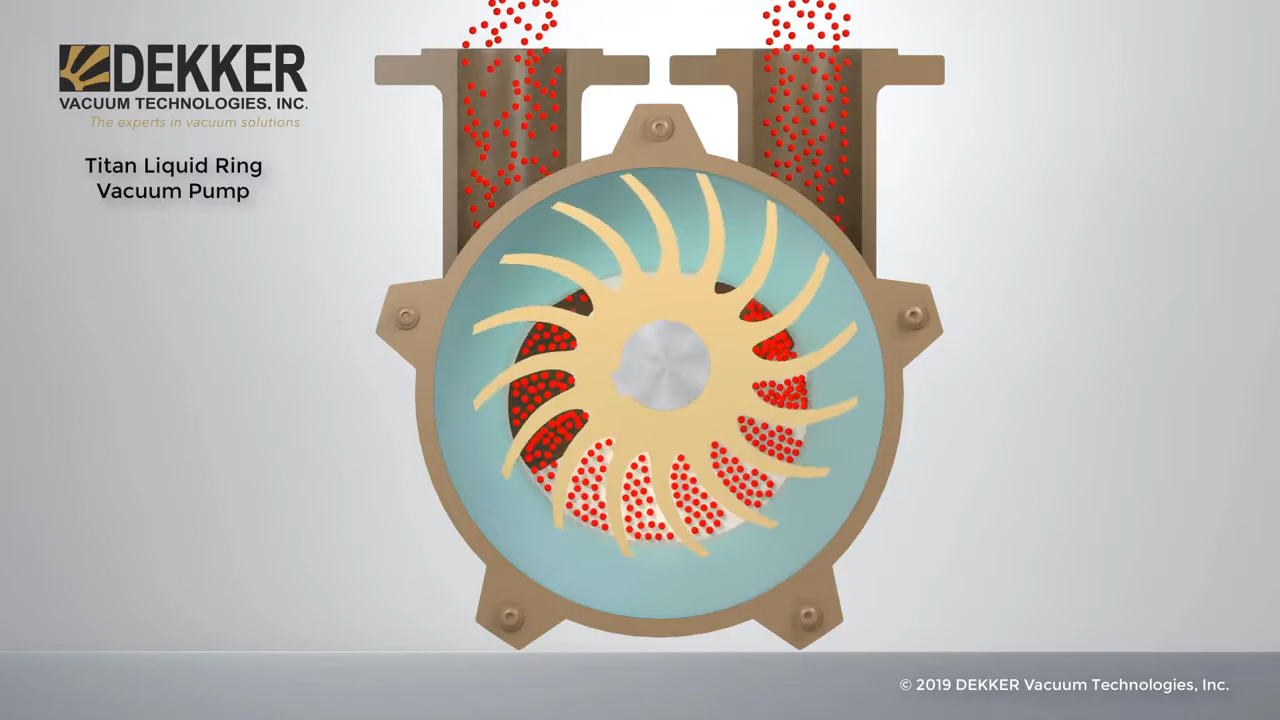 DEKKER
VACUUM TECHNOLOGIES, INC.
The experts in vacuum solutions
Titan Liquid Ring
Vacuum Pump
© 2019 DEKKER Vacuum Technologies, Inc.